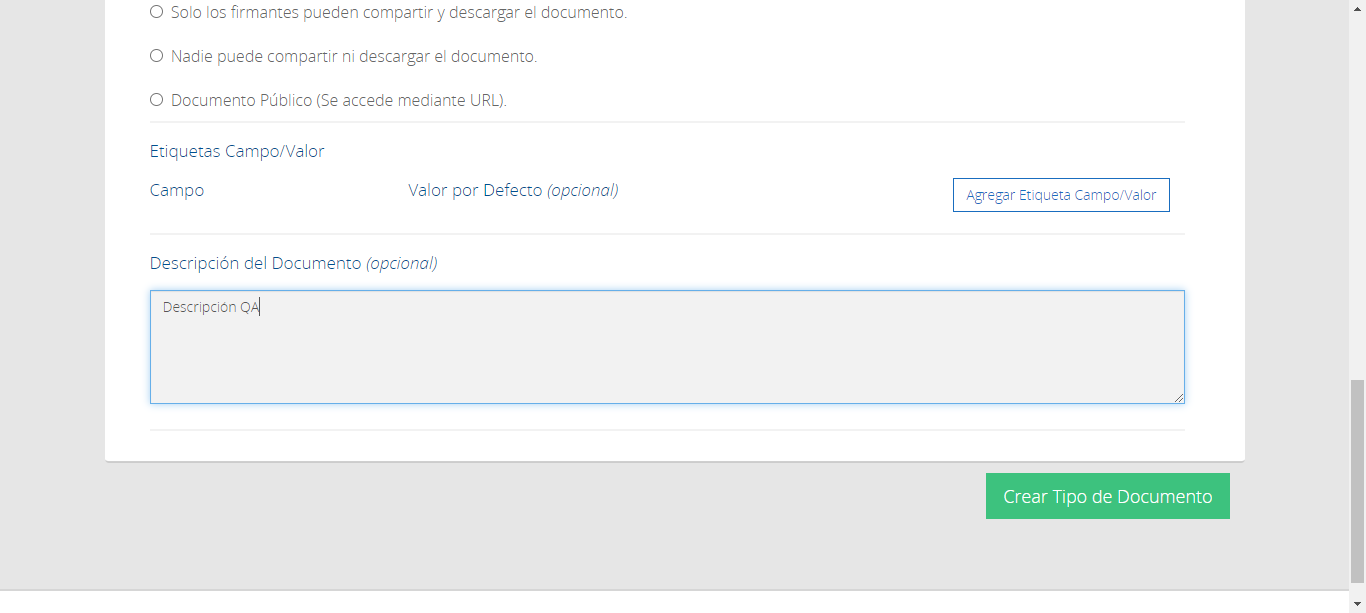 Solo los firmantes pueden compartir y descargar el documento.
Nadie puede compartir ni descargar el documento.
Documento Público (Se accede mediante URL).
Etiquetas Campo/Valor
Campo Valor por Defecto (opcional) Agregar Etiqueta Campo/Valor
Descripción del Documento (opcional)
Descripción QA
Crear Tipo de Documento